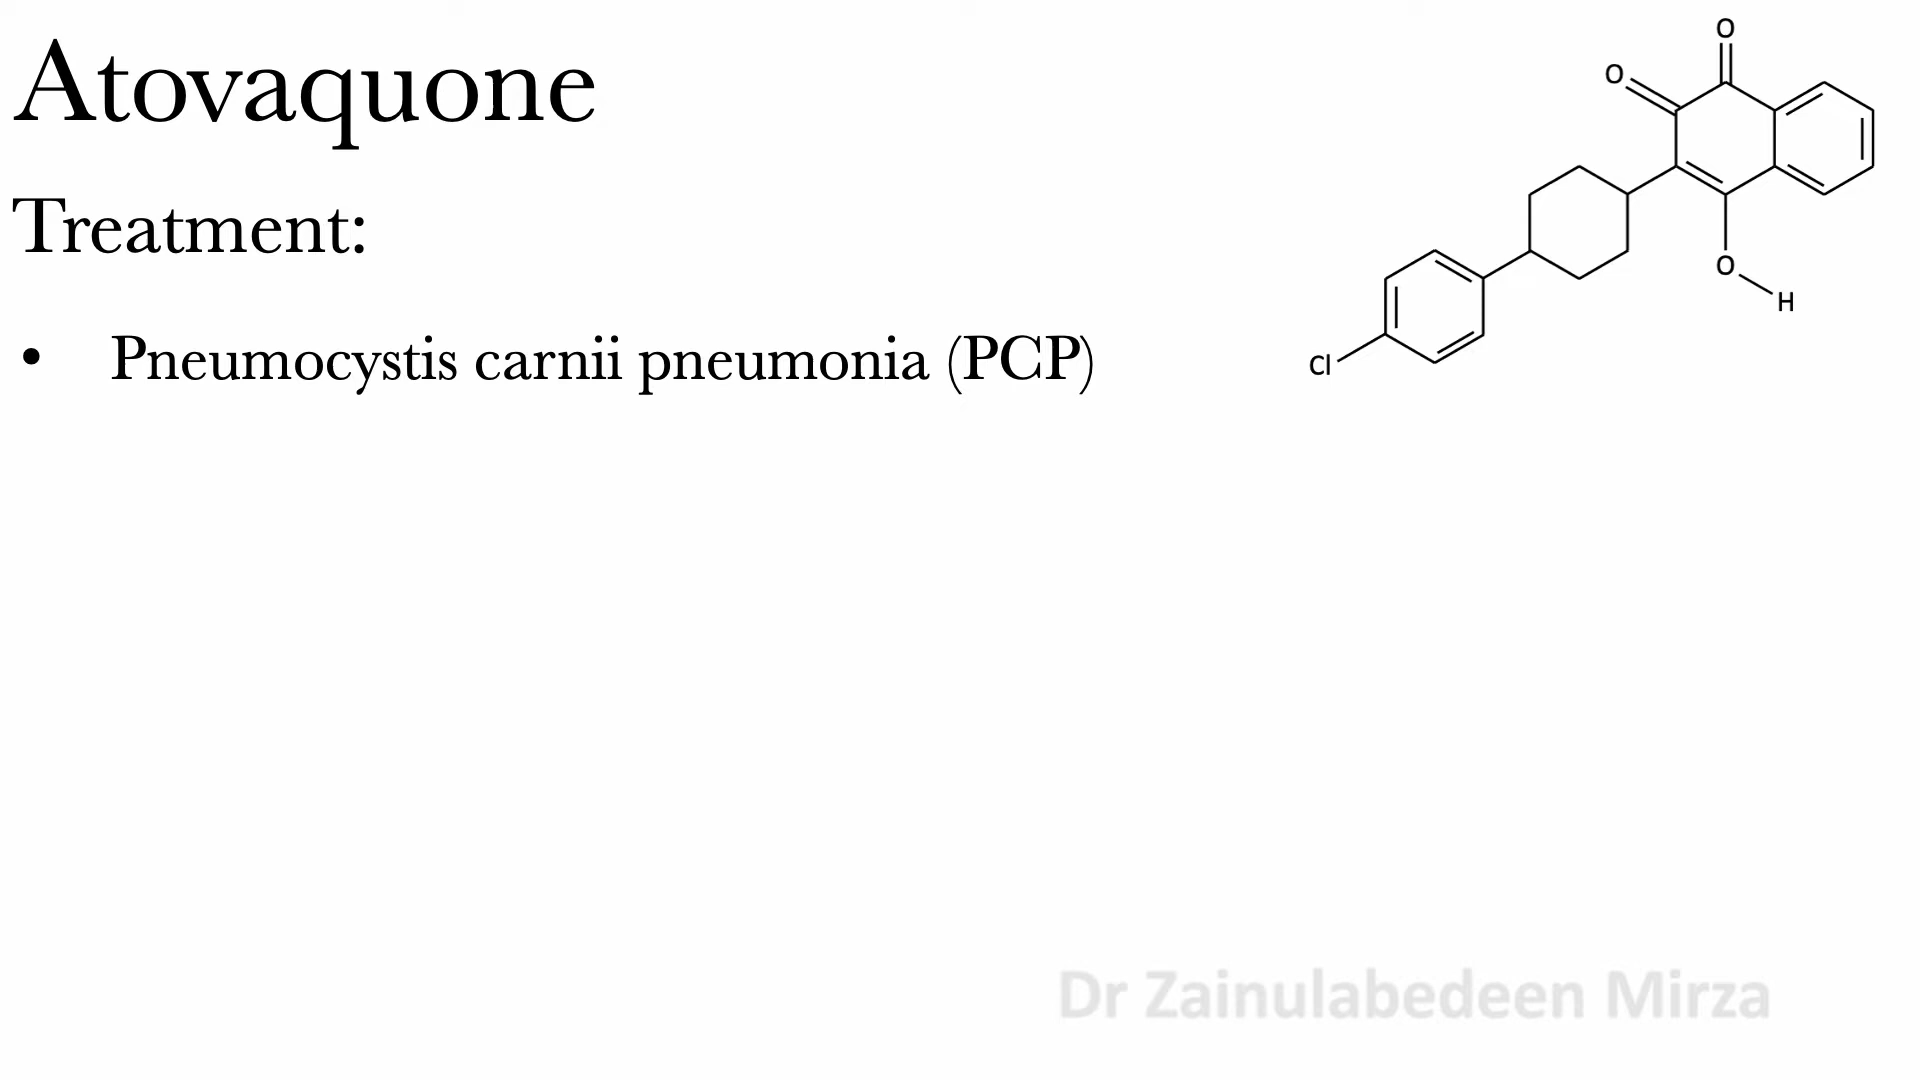 Atovaquone
Treatment:
• Pneumocystis carnii pneumonia (PCP)
O
O
O
H
Cl
Dr Zainulabedeen Mirza